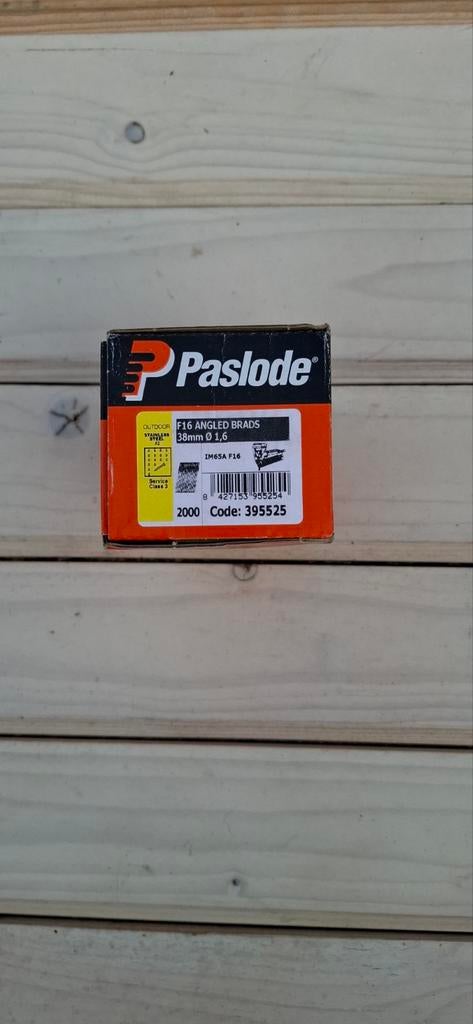 Paslode®
OUTDOOR
STAINLESS
STEEL
A2
Service
Class 3
F16 ANGLED BRADS
38mm Ø 1,6
IM65A F16
8 427153 955254
2000 Code: 395525